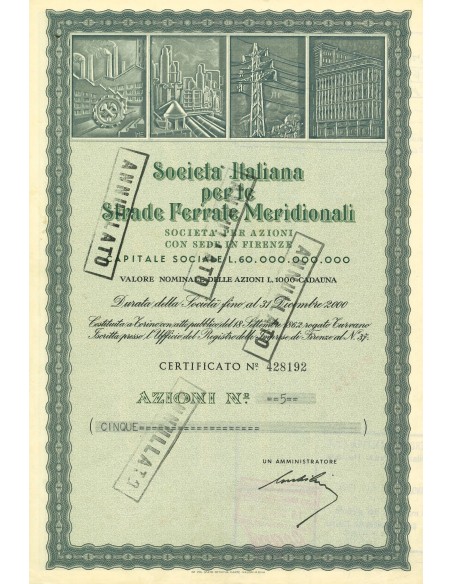 Società Italiana
per le
Strade Ferrate Meridionali
SOCIETÀ PER AZIONI
CON SEDE IN FIRENZE
CAPITALE SOCIALE L. 60.000.000.000
VALORE NOMINALE DELLE AZIONI L. 1000 CADAUNA
Durata della Società fino al 31 Dicembre 2000
Costituita a Torino con atto pubblico del 18 Settembre 1862 rogato Turvano
Iscritta presso l'Ufficio del Registro delle Imprese di Firenze al N. 37
CERTIFICATO Nº 428192
AZIONI Nº. ==5==
( CINQUE===================== )
UN AMMINISTRATORE
ANNULLATO
ANNULLATO
ANNULLATO
ANNULLATO